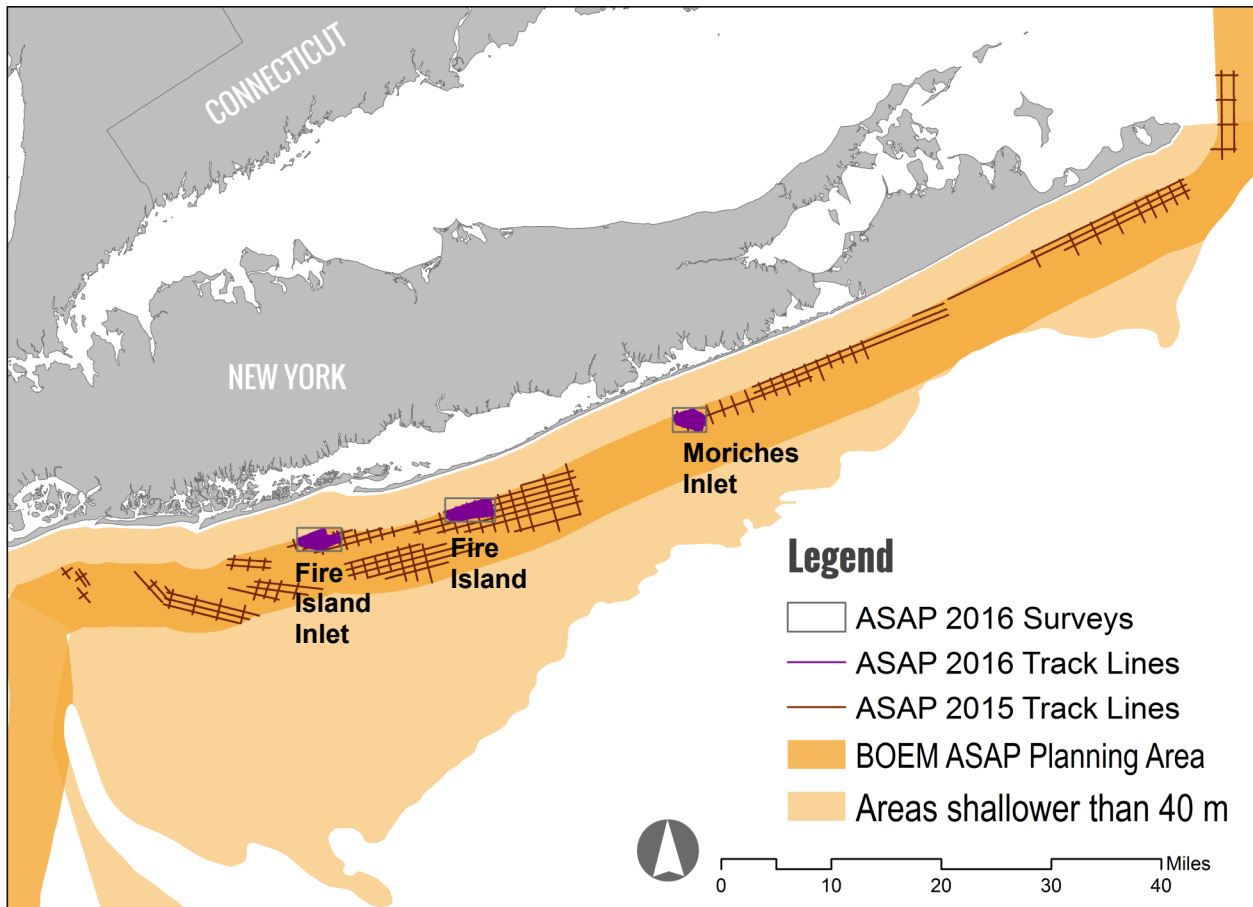 CONNECTICUT
NEW YORK
Moriches
Inlet
Fire
Island
Fire
Island
Inlet
Legend
ASAP 2016 Surveys
ASAP 2016 Track Lines
ASAP 2015 Track Lines
BOEM ASAP Planning Area
Areas shallower than 40 m
Miles
0 10 20 30 40